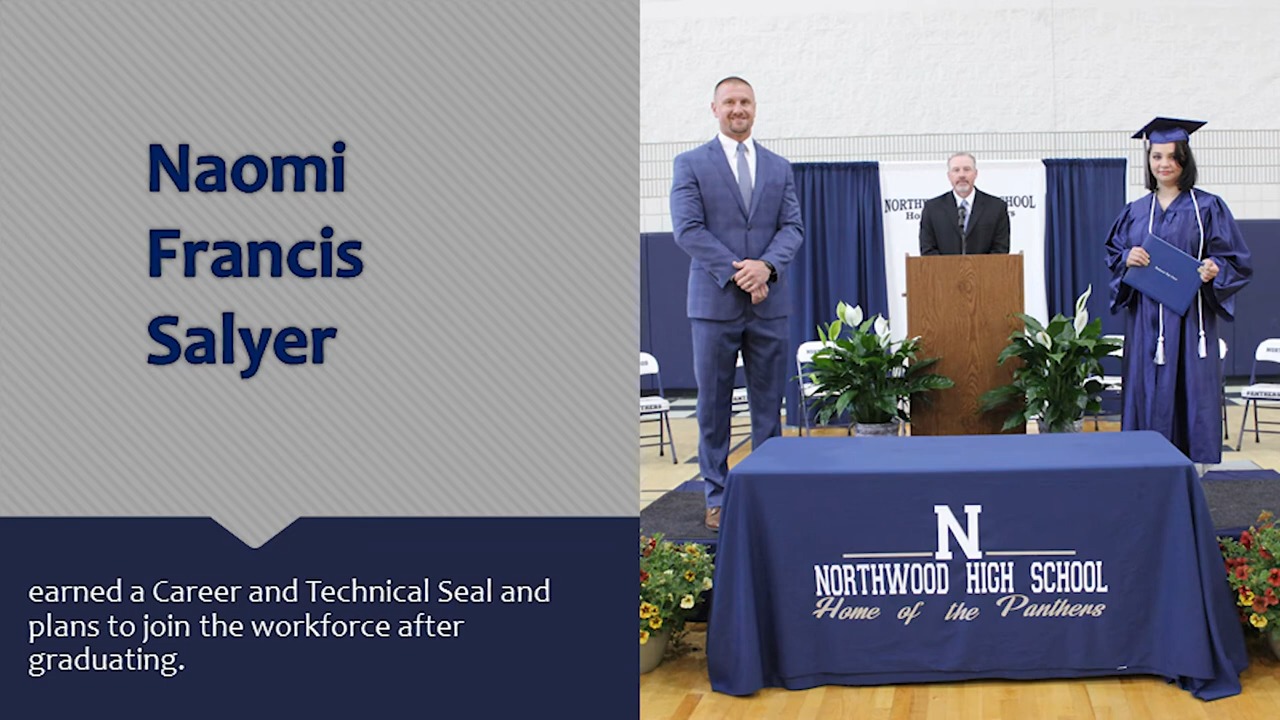 Naomi
Francis
Salyer
earned a Career and Technical Seal and
plans to join the workforce after
graduating.
SCHOOL
N
NORTHWOOD HIGH SCHOOL
Home of the Panthers